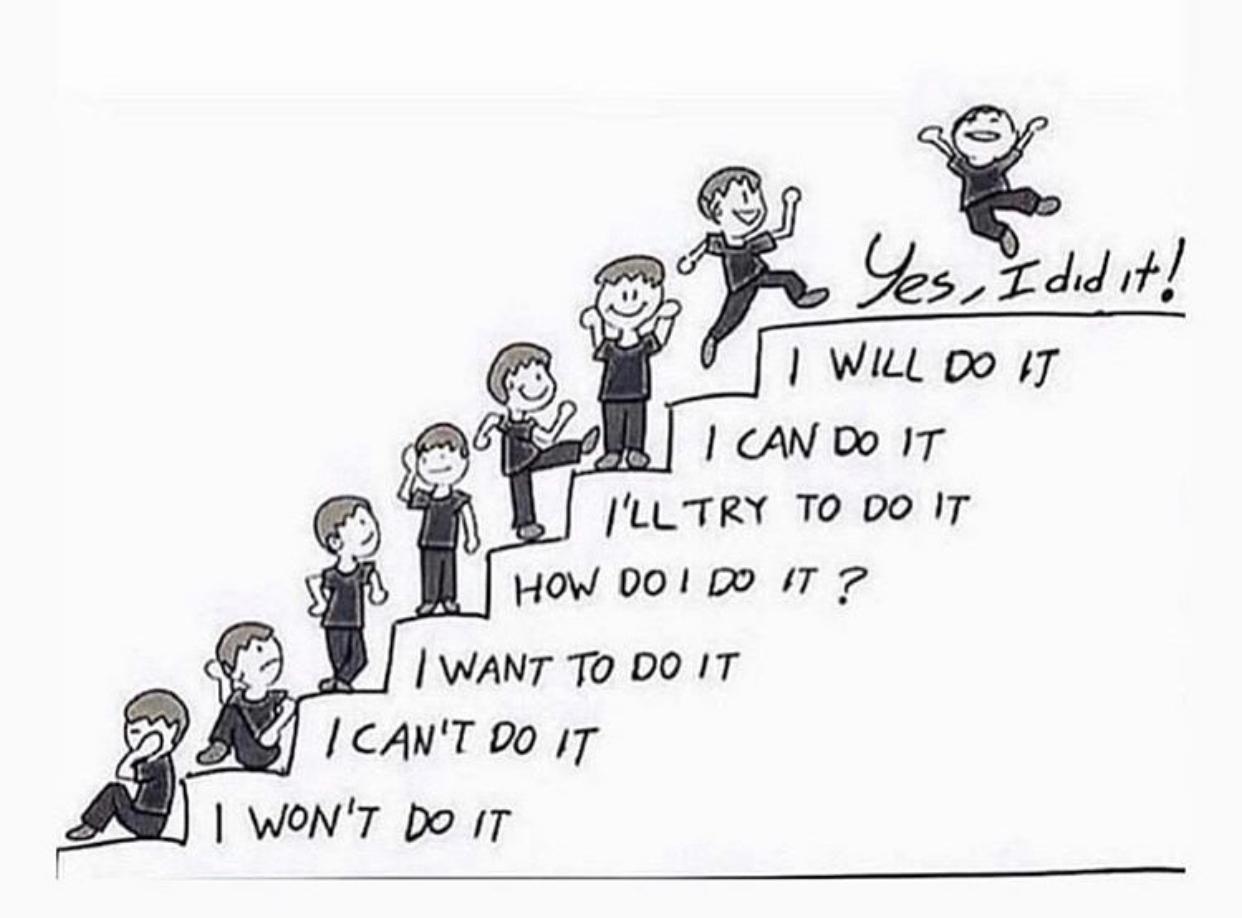 Yes, I did it!
I WILL DO IT
I CAN DO IT
I'LL TRY TO DO IT
HOW DO I DO IT ?
I WANT TO DO IT
I CAN'T DO IT
I WON'T DO IT